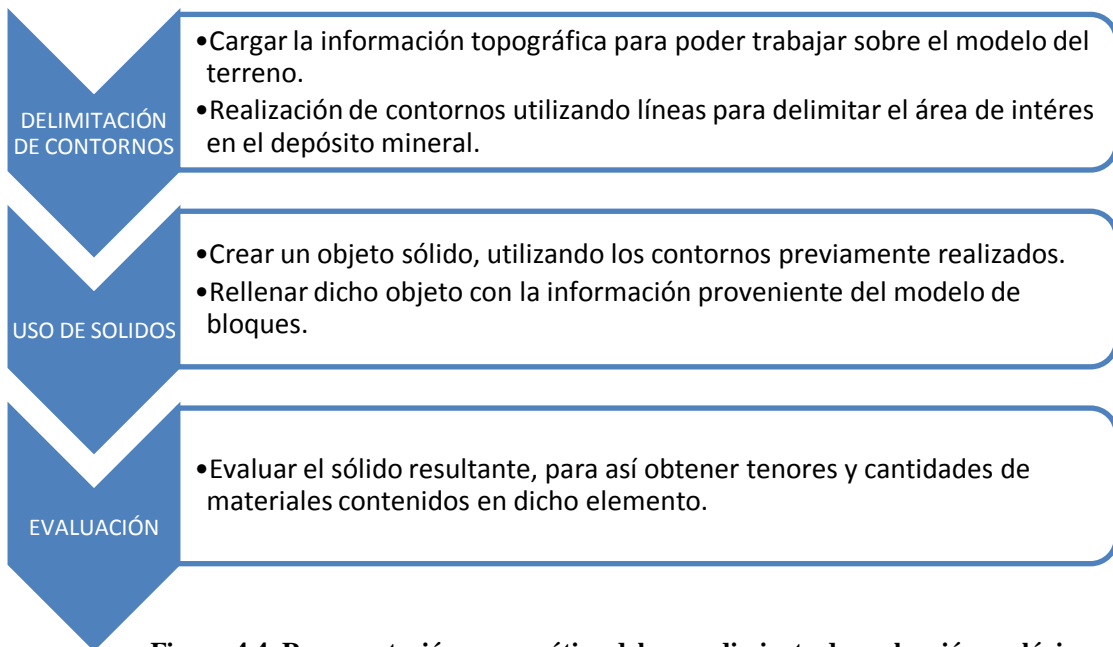 DELIMITACIÓN
DE CONTORNOS
•Cargar la información topográfica para poder trabajar sobre el modelo del
terreno.
•Realización de contornos utilizando líneas para delimitar el área de intéres
en el depósito mineral.
USO DE SOLIDOS
•Crear un objeto sólido, utilizando los contornos previamente realizados.
•Rellenar dicho objeto con la información proveniente del modelo de
bloques.
EVALUACIÓN
•Evaluar el sólido resultante, para así obtener tenores y cantidades de
materiales contenidos en dicho elemento.